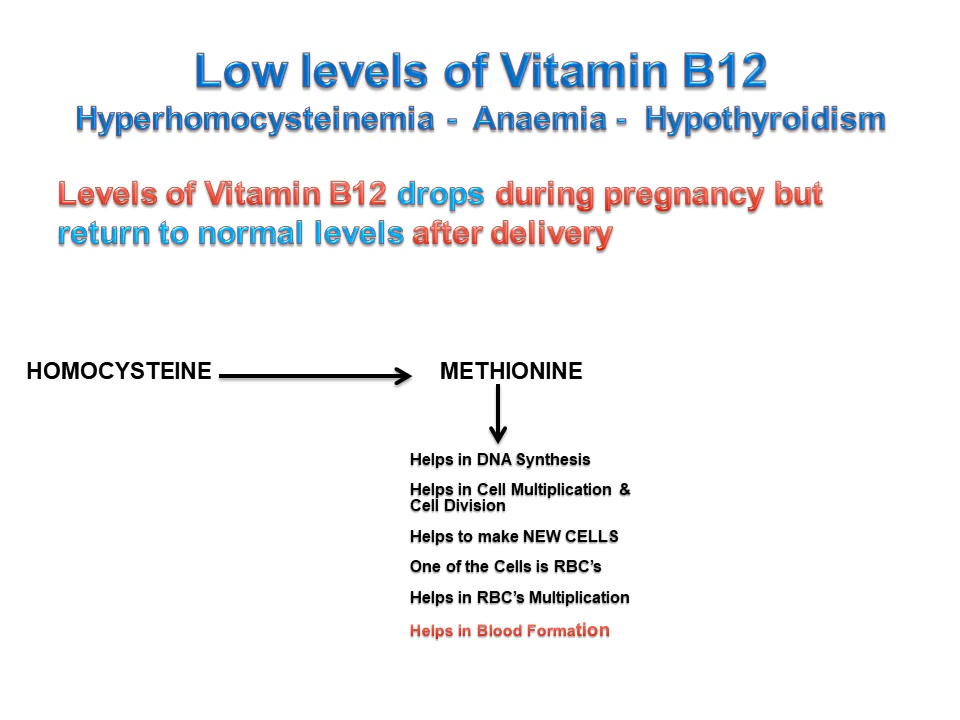 Low levels of Vitamin B12
Hyperhomocysteinemia - Anaemia - Hypothyroidism
Levels of Vitamin B12 drops during pregnancy but
return to normal levels after delivery
HOMOCYSTEINE
METHIONINE
Helps in DNA Synthesis
Helps in Cell Multiplication &
Cell Division
Helps to make NEW CELLS
One of the Cells is RBC’s
Helps in RBC’s Multiplication
Helps in Blood Formation